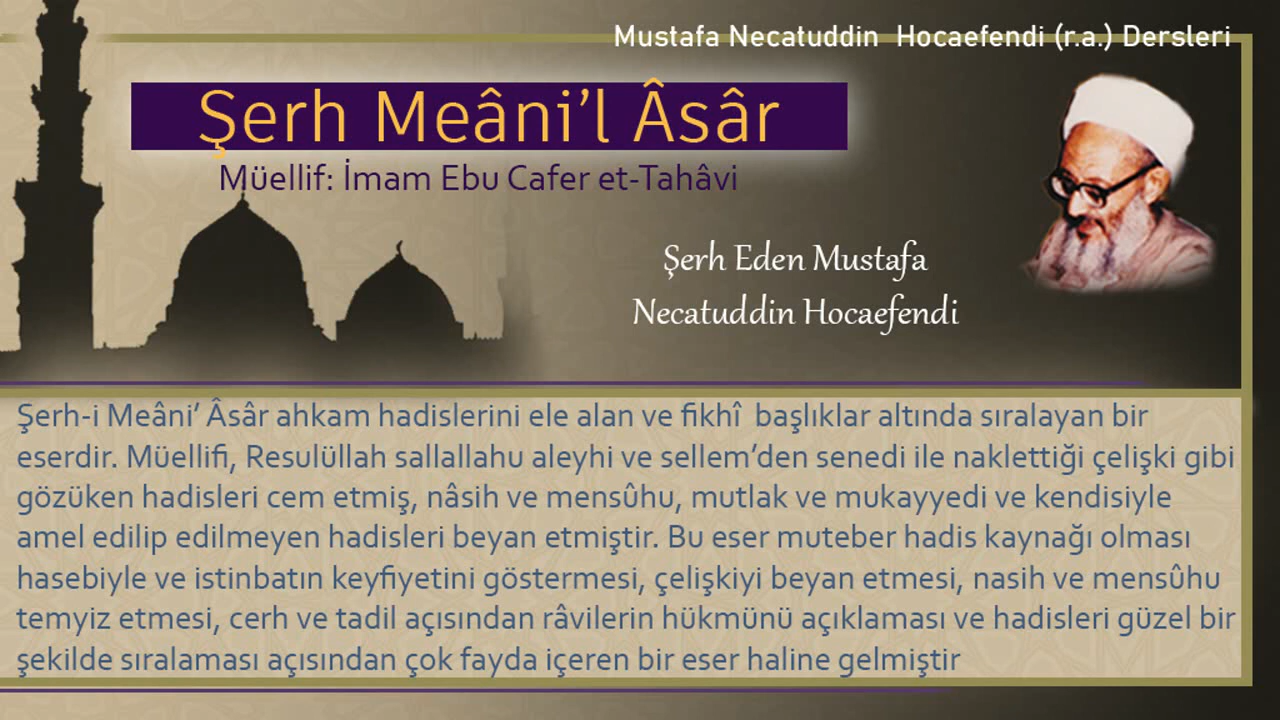 Mustafa Necatuddin Hocaefendi (r.a.) Dersleri
Şerh Meâni’l Âsâr
Müellif: İmam Ebu Cafer et-Tahâvi
Şerh Eden Mustafa
Necatuddin Hocaefendi
Şerh-i Meâni’ Âsâr ahkam hadislerini ele alan ve fikhî başlıklar altında sıralayan bir
eserdir. Müellifi, Resulüllah sallallahu aleyhi ve sellem’den senedi ile naklettiği çelişki gibi
gözüken hadisleri cem etmiş, nâsih ve mensûhu, mutlak ve mukayyedi ve kendisiyle
amel edilip edilmeyen hadisleri beyan etmiştir. Bu eser muteber hadis kaynağı olması
hasebiyle ve istinbatın keyfiyetini göstermesi, çelişkiyi beyan etmesi, nasih ve mensûhu
temyiz etmesi, cerh ve tadil açısından râvilerin hükmünü açıklaması ve hadisleri güzel bir
şekilde sıralaması açısından çok fayda içeren bir eser haline gelmiştir